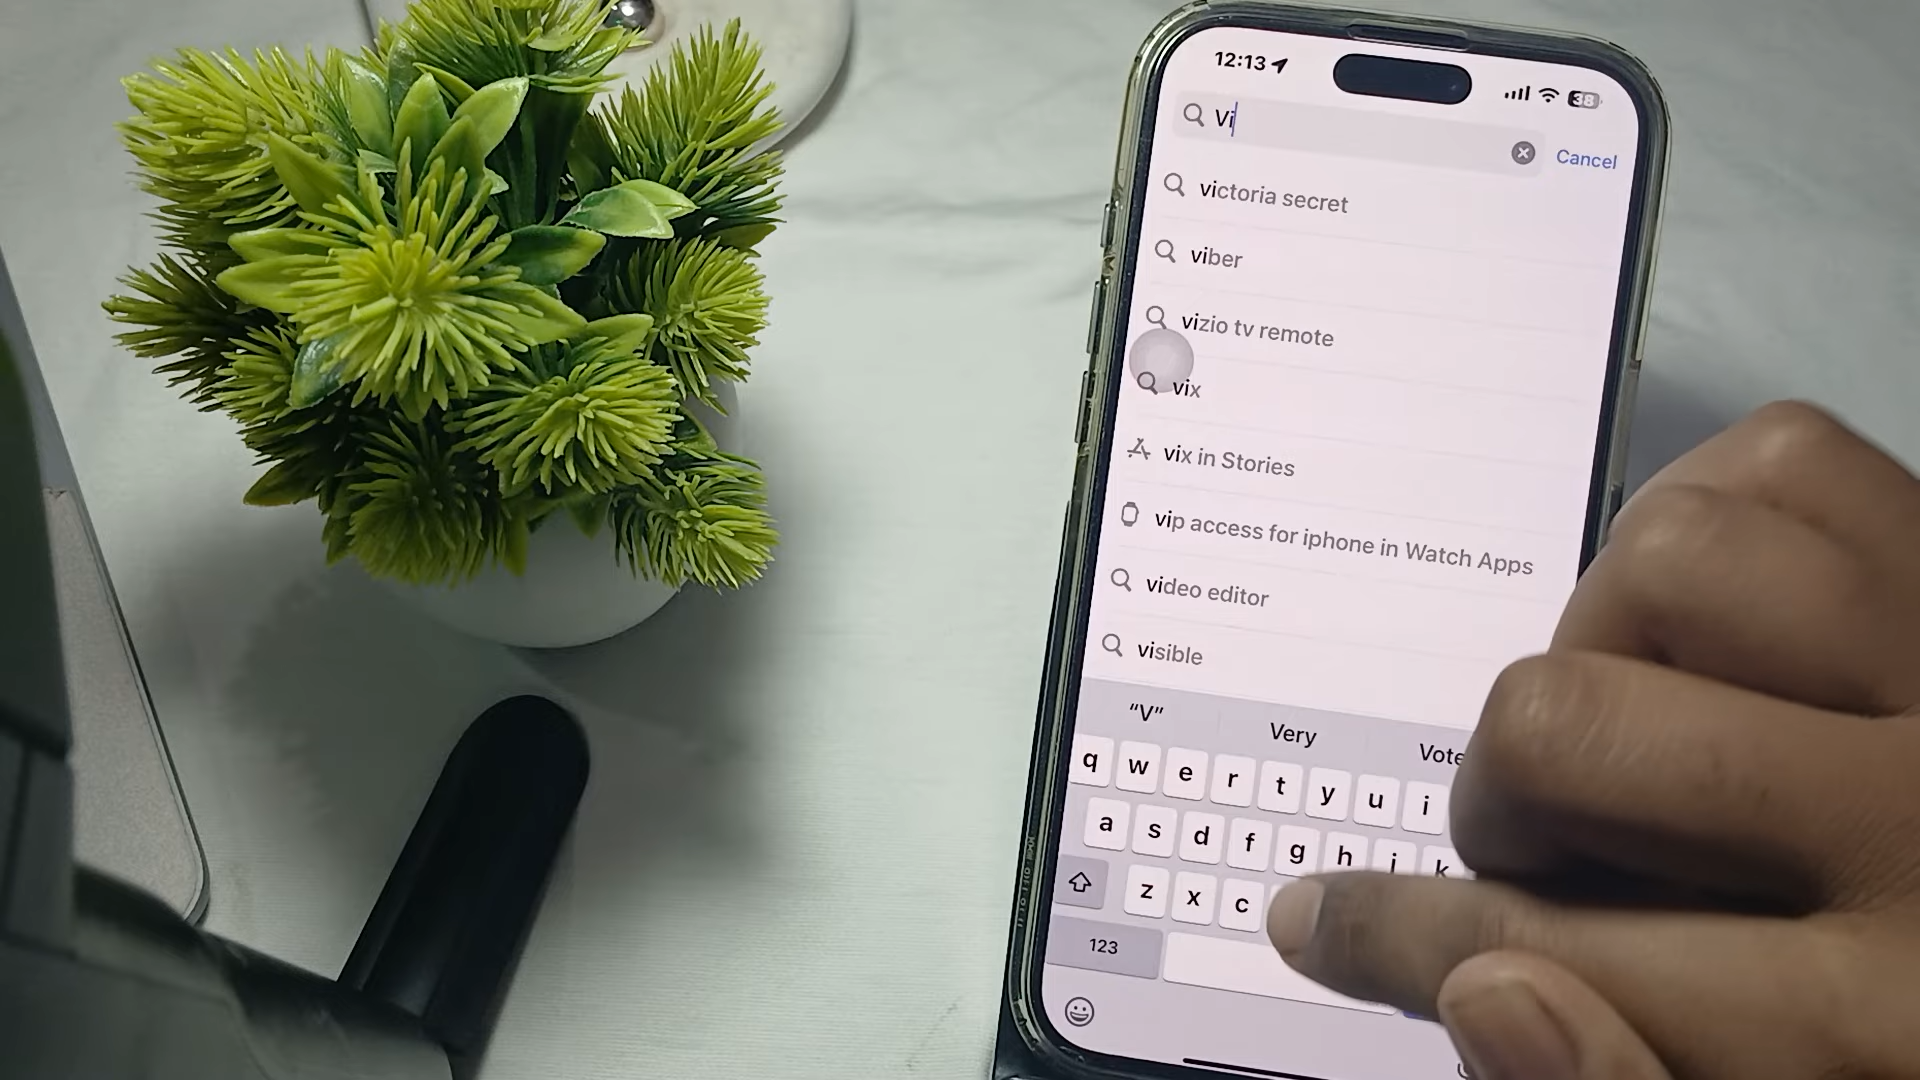 12:13
38
Vi
Cancel
victoria secret
viber
vizio tv remote
vix
vix in Stories
vip access for iphone in Watch Apps
video editor
visible
"V" Very Vote
q w e r t y u i
a s d f g h j k
z x c
123